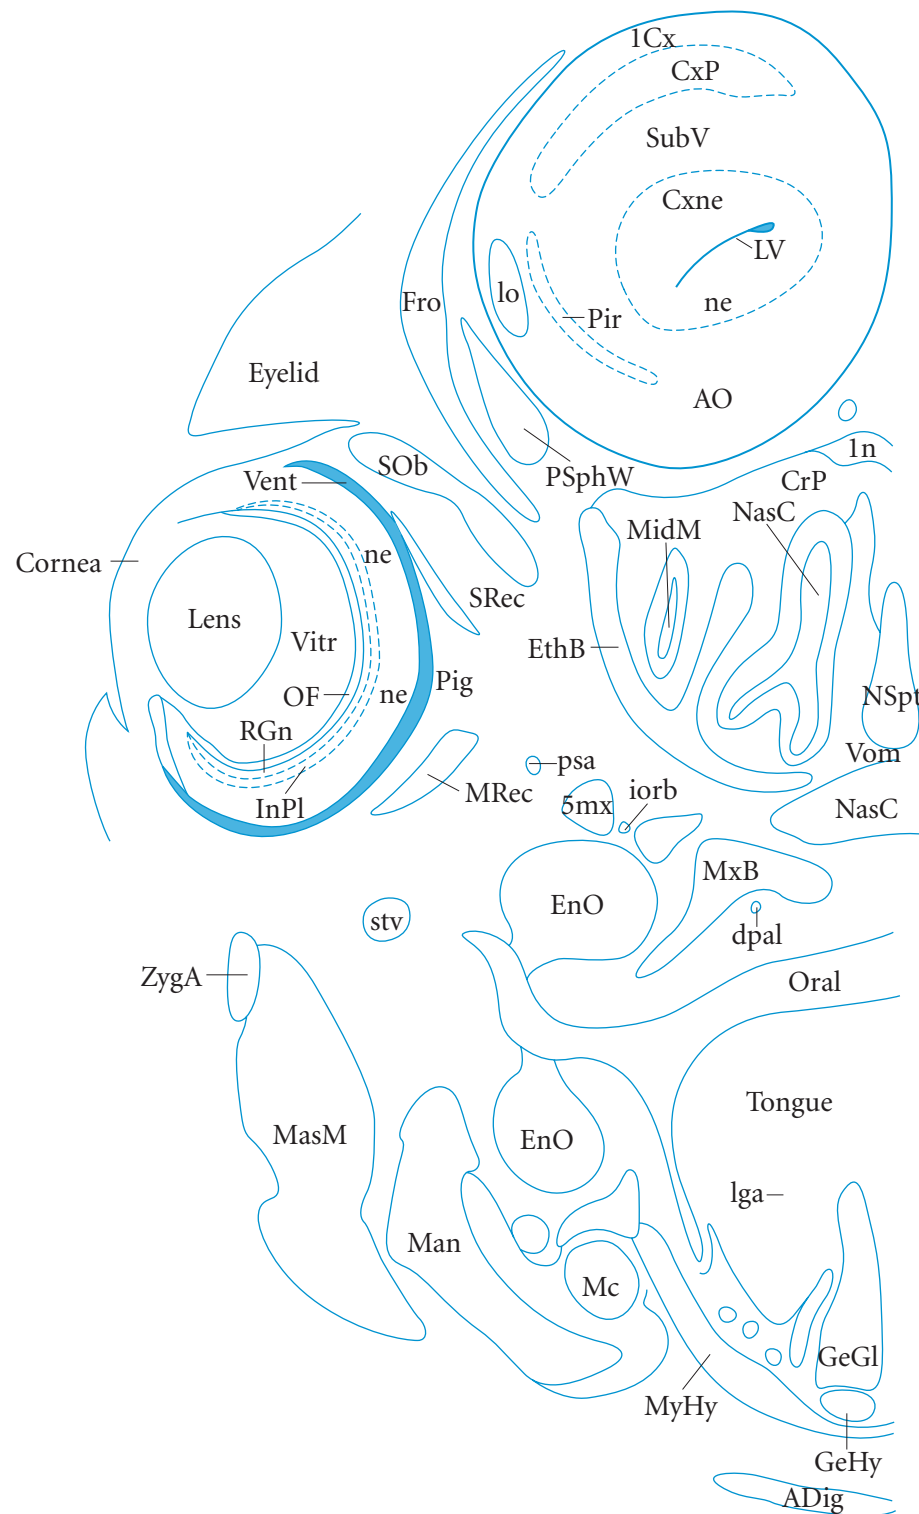 1Cx
CxP
SubV
Cxne
LV
Fro
lo
ne
Pir
Eyelid
AO
1n
SOb
Vent
PSphW
CrP
NasC
MidM
ne
Cornea
SRec
Lens
Vitr
EthB
Pig
OF
ne
NSpt
RGn
Vom
psa
MRec
iorb
InPl
5mx
NasC
MxB
EnO
stv
dpal
ZygA
Oral
Tongue
MasM
EnO
lga
Man
Mc
GeGl
MyHy
GeHy
ADig